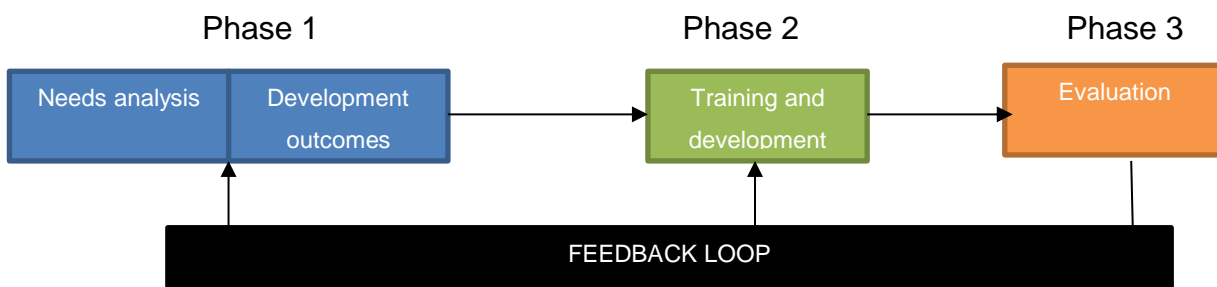 Phase 1
Phase 2
Phase 3
Needs analysis
Development
outcomes
Training and
development
Evaluation
FEEDBACK LOOP